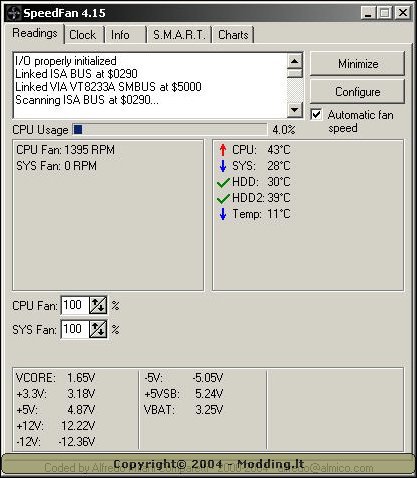 SpeedFan 4.15
Readings Clock Info S.M.A.R.T. Charts
I/O properly initialized
Linked ISA BUS at $0290
Linked VIA VT8233A SMBUS at $5000
Scanning ISA BUS at $0290...
Minimize
Configure
Automatic fan speed
CPU Usage 4.0%
CPU Fan: 1395 RPM
SYS Fan: 0 RPM
CPU: 43°C
SYS: 28°C
HDD: 30°C
HDD2: 39°C
Temp: 11°C
CPU Fan: 100 %
SYS Fan: 100 %
VCORE: 1.65V
+3.3V: 3.18V
+5V: 4.87V
+12V: 12.22V
-12V: -12.36V
-5V: -5.05V
+5VSB: 5.24V
VBAT: 3.25V
Coded by Alfredo
Copyright© 2004 - Modding.lt